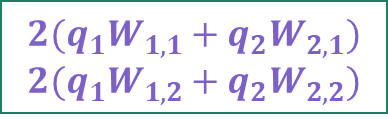 2(q₁W₁,₁ + q₂W₂,₁)
2(q₁W₁,₂ + q₂W₂,₂)